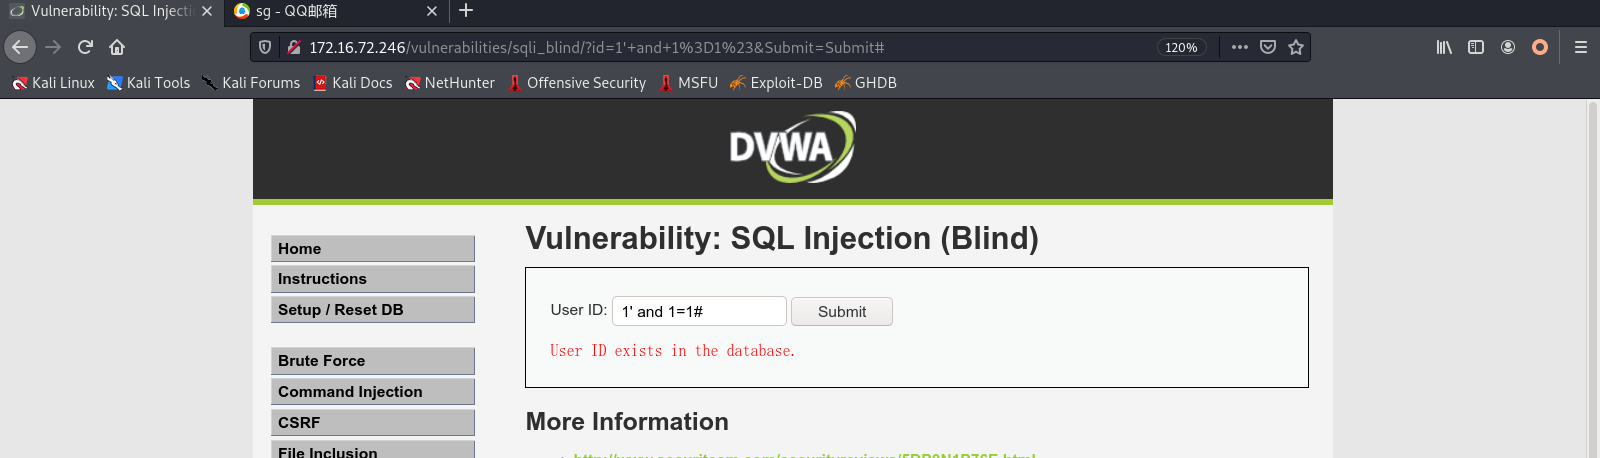 Vulnerability: SQL Injecti
sg - QQ邮箱
172.16.72.246/vulnerabilities/sqli_blind/?id=1'+and+1%3D1%23&Submit=Submit#
120%
Kali Linux
Kali Tools
Kali Forums
Kali Docs
NetHunter
Offensive Security
MSFU
Exploit-DB
GHDB
DVWA
Home
Instructions
Setup / Reset DB
Brute Force
Command Injection
CSRF
File Inclusion
Vulnerability: SQL Injection (Blind)
User ID: 1' and 1=1# Submit
User ID exists in the database.
More Information